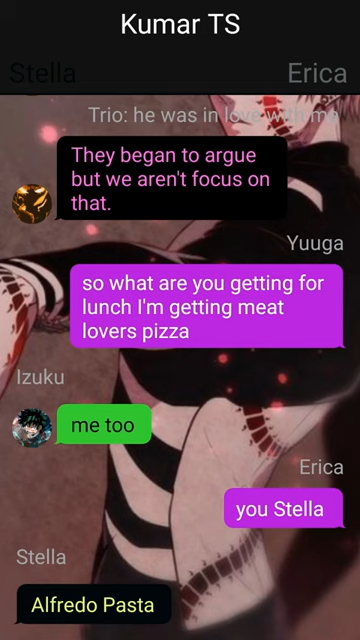 Kumar TS
Stella
Erica
Trio: he was in love with me
They began to argue
but we aren't focus on
that.
Yuuga
so what are you getting for
lunch I'm getting meat
lovers pizza
Izuku
me too
Erica
you Stella
Stella
Alfredo Pasta